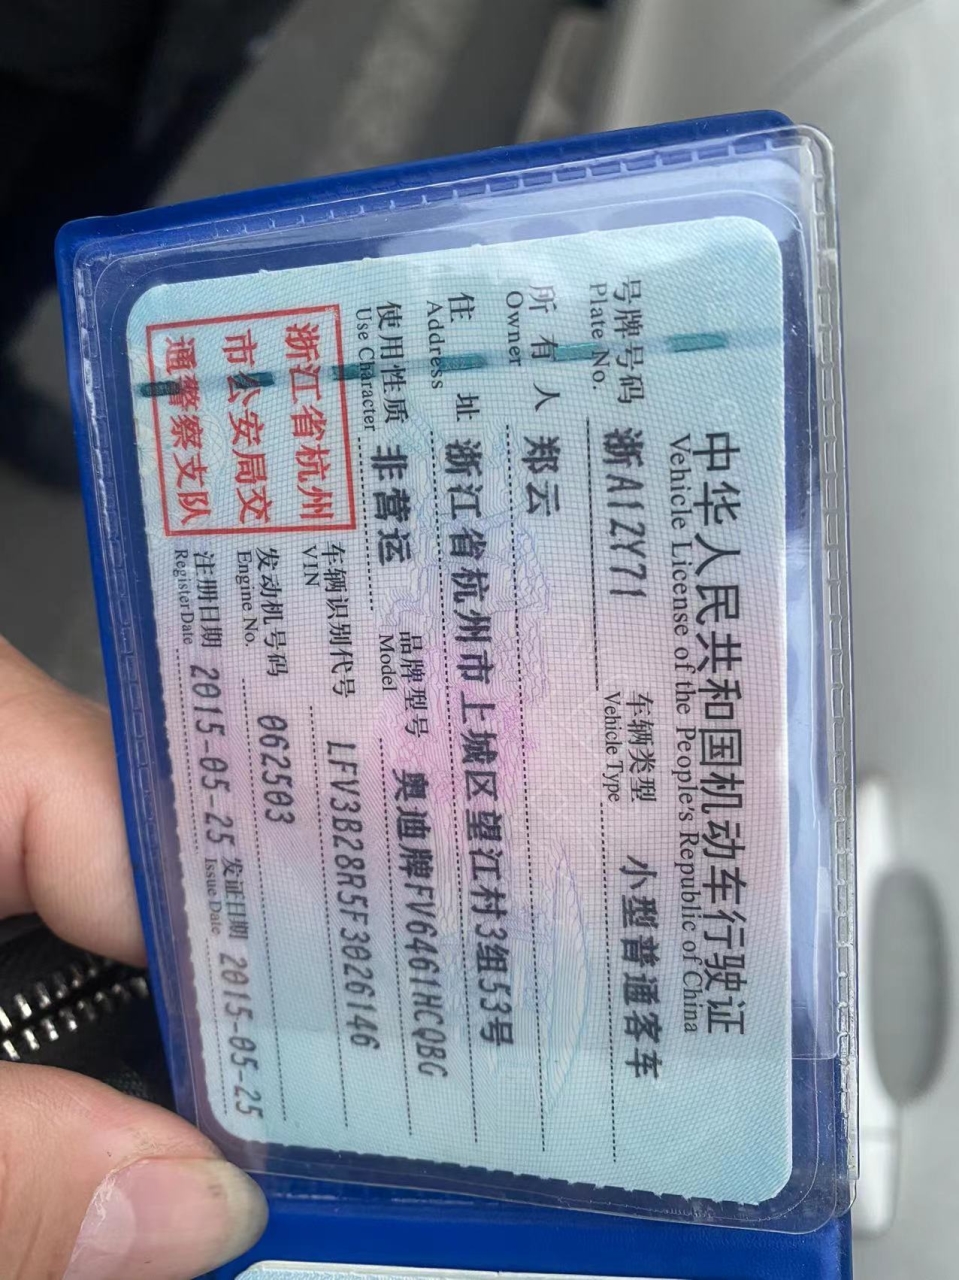 中华人民共和国机动车行驶证
Vehicle License of the People's Republic of China
号牌号码 浙A12Y71 车辆类型 小型普通客车
Plate No. Vehicle Type
所有人 郑云
Owner
住址 浙江省杭州市上城区望江村3组53号
Address
使用性质 非营运 品牌型号 奥迪牌FV6461HCQBG
Use Character Model
浙江省杭州
市公安局交
通警察支队
车辆识别代号 LFV3B28R5F3026146
VIN
发动机号码 062503
Engine No.
注册日期 2015-05-25 发证日期 2015-05-25
Register Date Issue Date